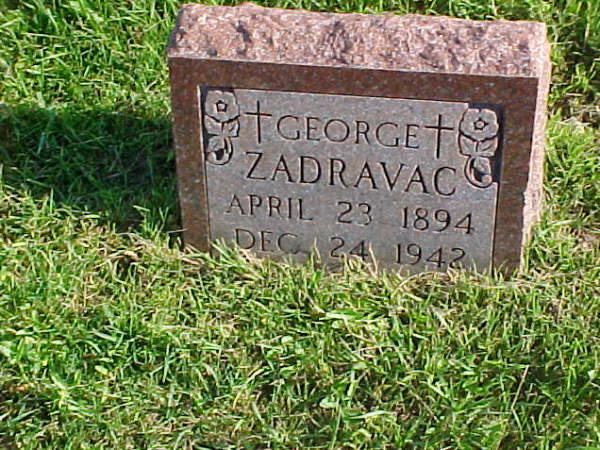 GEORGE
ZADRAVAC
APRIL 23 1894
DEC. 24 1942